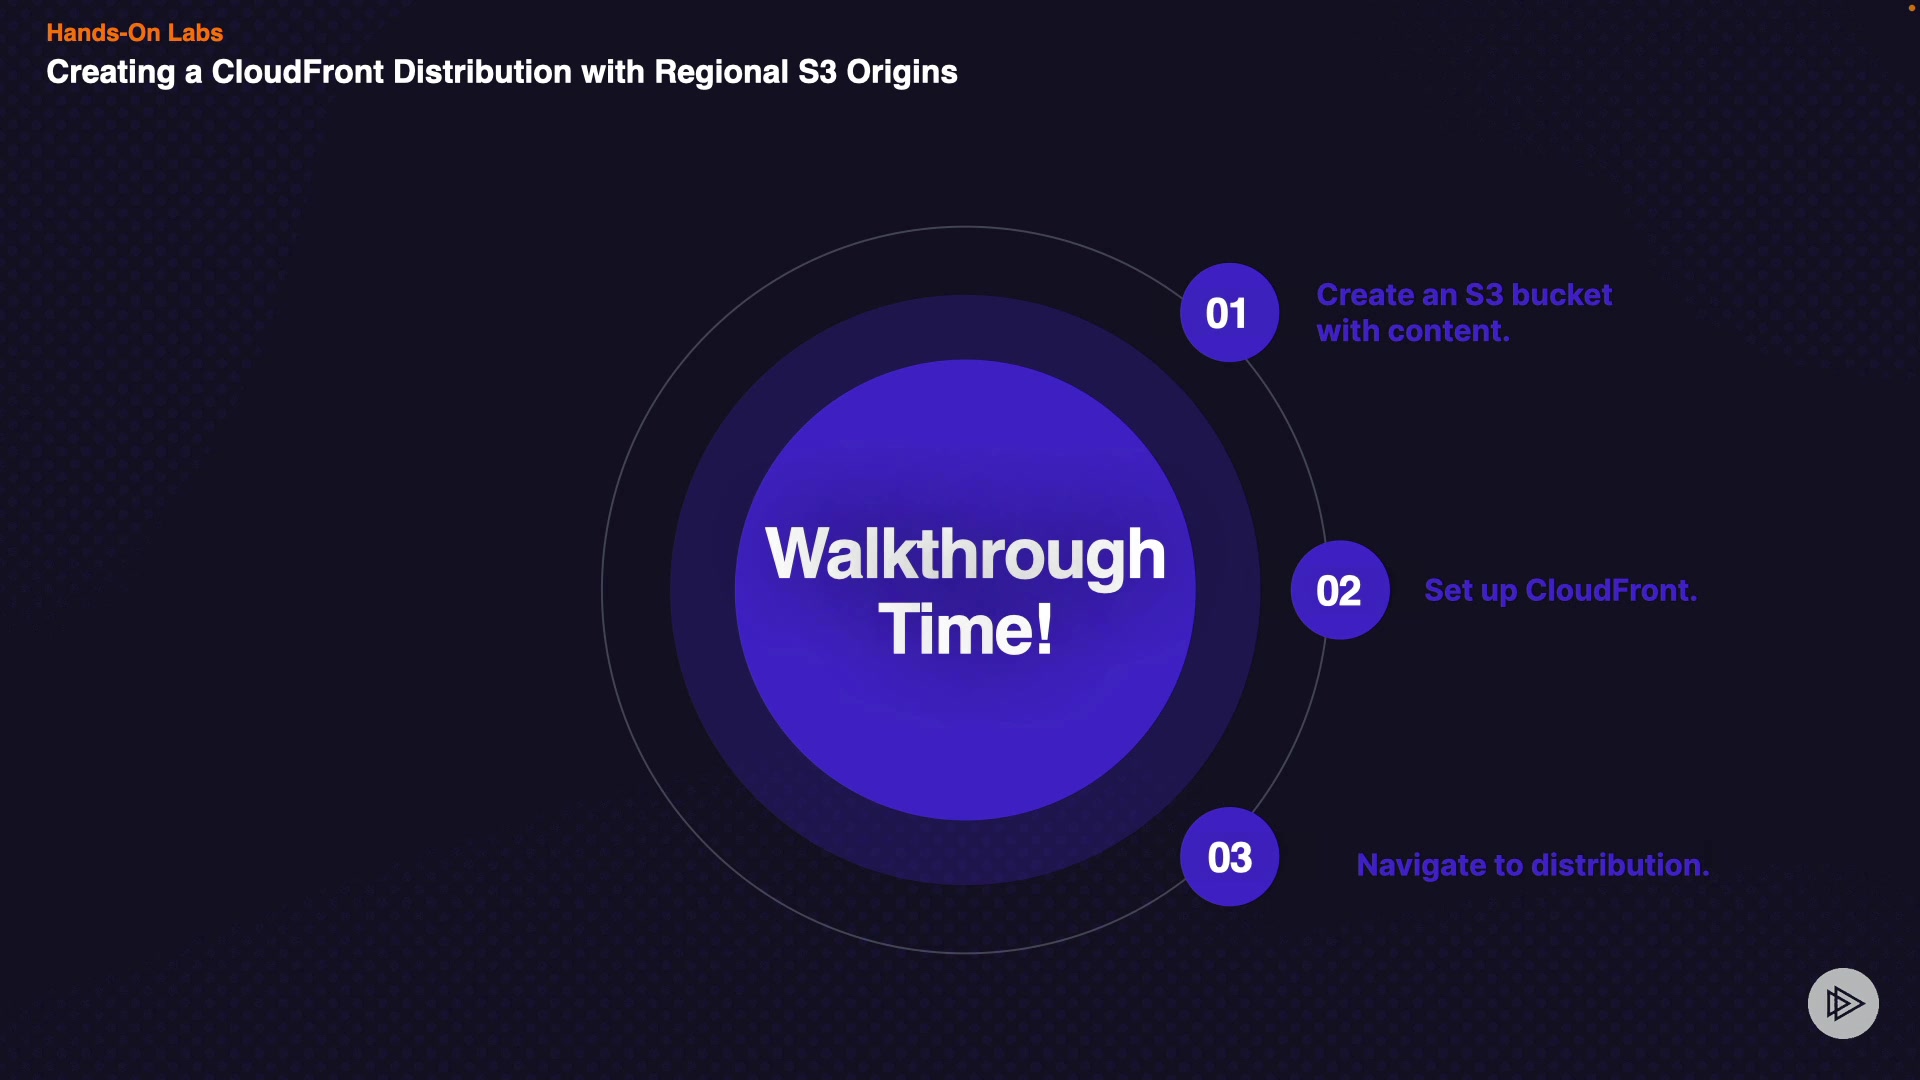 Hands-On Labs
Creating a CloudFront Distribution with Regional S3 Origins
Walkthrough
Time!
01
Create an S3 bucket
with content.
02
Set up CloudFront.
03
Navigate to distribution.